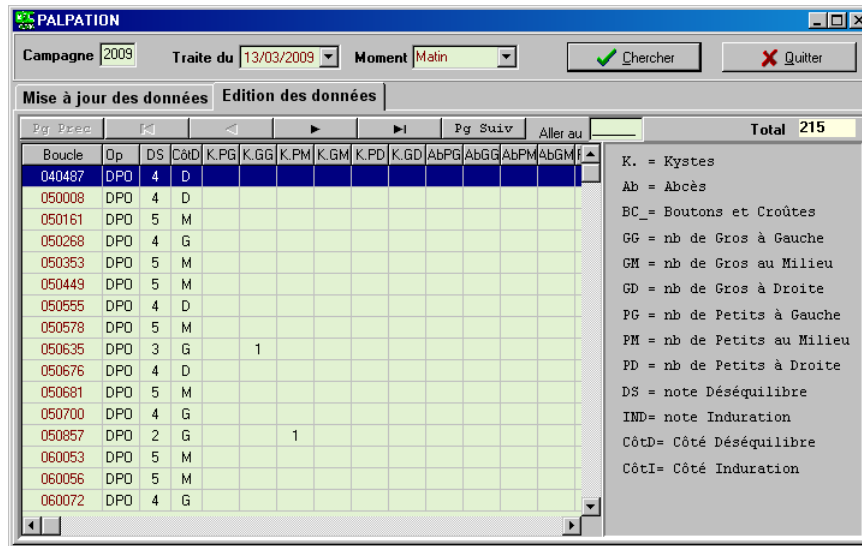 PALPATION
Campagne 2009 Traite du 13/03/2009 Moment Matin Chercher Quitter
Mise à jour des données Edition des données
Pg Prec Pg Suiv Aller au Total 215
Boucle Op DS CôtD K.PG K.GG K.PM K.GM K.PD K.GD AbPG AbGG AbPM AbGM
040487 DPO 4 D
050008 DPO 4 D
050161 DPO 5 M
050268 DPO 4 G
050353 DPO 5 M
050449 DPO 5 M
050555 DPO 4 D
050578 DPO 5 M
050635 DPO 3 G 1
050676 DPO 4 D
050681 DPO 5 M
050700 DPO 4 G
050857 DPO 2 G 1
060053 DPO 5 M
060056 DPO 5 M
060072 DPO 4 G
K. = Kystes
Ab = Abcès
BC_= Boutons et Croûtes
GG = nb de Gros à Gauche
GM = nb de Gros au Milieu
GD = nb de Gros à Droite
PG = nb de Petits à Gauche
PM = nb de Petits au Milieu
PD = nb de Petits à Droite
DS = note Déséquilibre
IND= note Induration
CôtD= Côté Déséquilibre
CôtI= Côté Induration